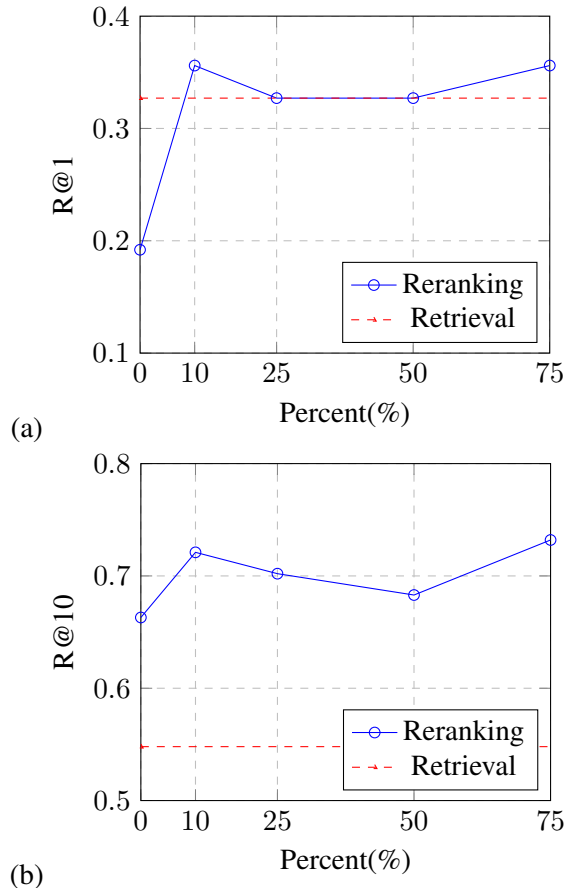 0.4
0.3
0.2
0.1
R@1
Reranking
Retrieval
0 10 25 50 75
Percent(%)
(a)
0.8
0.7
0.6
0.5
R@10
Reranking
Retrieval
0 10 25 50 75
Percent(%)
(b)